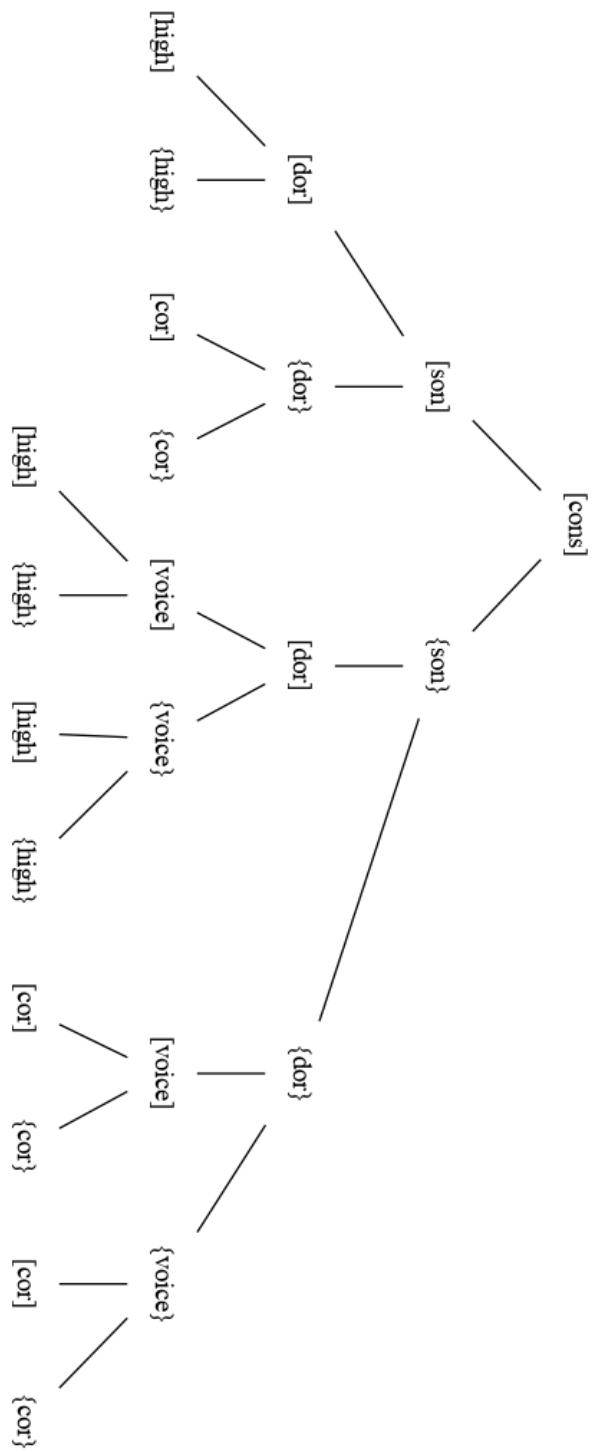 [cons]
[son] {son}
[dor] {dor} [dor] {dor}
[high] {high} [cor] {cor} [voice] {voice} [voice] {voice}
[high] {high} [high] {high} [cor] {cor} [cor] {cor}